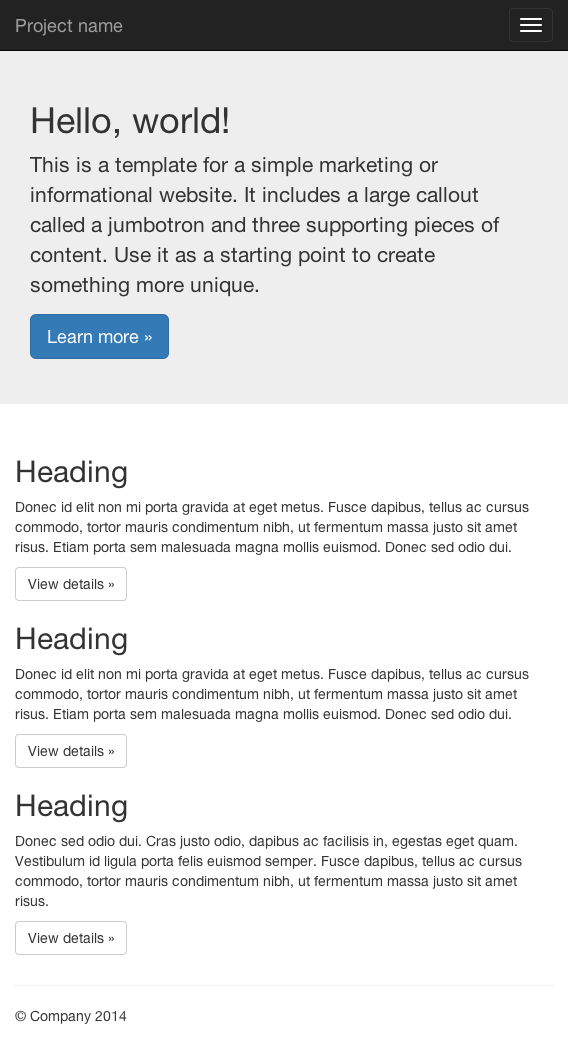 Project name
Hello, world!
This is a template for a simple marketing or
informational website. It includes a large callout
called a jumbotron and three supporting pieces of
content. Use it as a starting point to create
something more unique.
Learn more »
Heading
Donec id elit non mi porta gravida at eget metus. Fusce dapibus, tellus ac cursus
commodo, tortor mauris condimentum nibh, ut fermentum massa justo sit amet
risus. Etiam porta sem malesuada magna mollis euismod. Donec sed odio dui.
View details »
Heading
Donec id elit non mi porta gravida at eget metus. Fusce dapibus, tellus ac cursus
commodo, tortor mauris condimentum nibh, ut fermentum massa justo sit amet
risus. Etiam porta sem malesuada magna mollis euismod. Donec sed odio dui.
View details »
Heading
Donec sed odio dui. Cras justo odio, dapibus ac facilisis in, egestas eget quam.
Vestibulum id ligula porta felis euismod semper. Fusce dapibus, tellus ac cursus
commodo, tortor mauris condimentum nibh, ut fermentum massa justo sit amet
risus.
View details »
© Company 2014